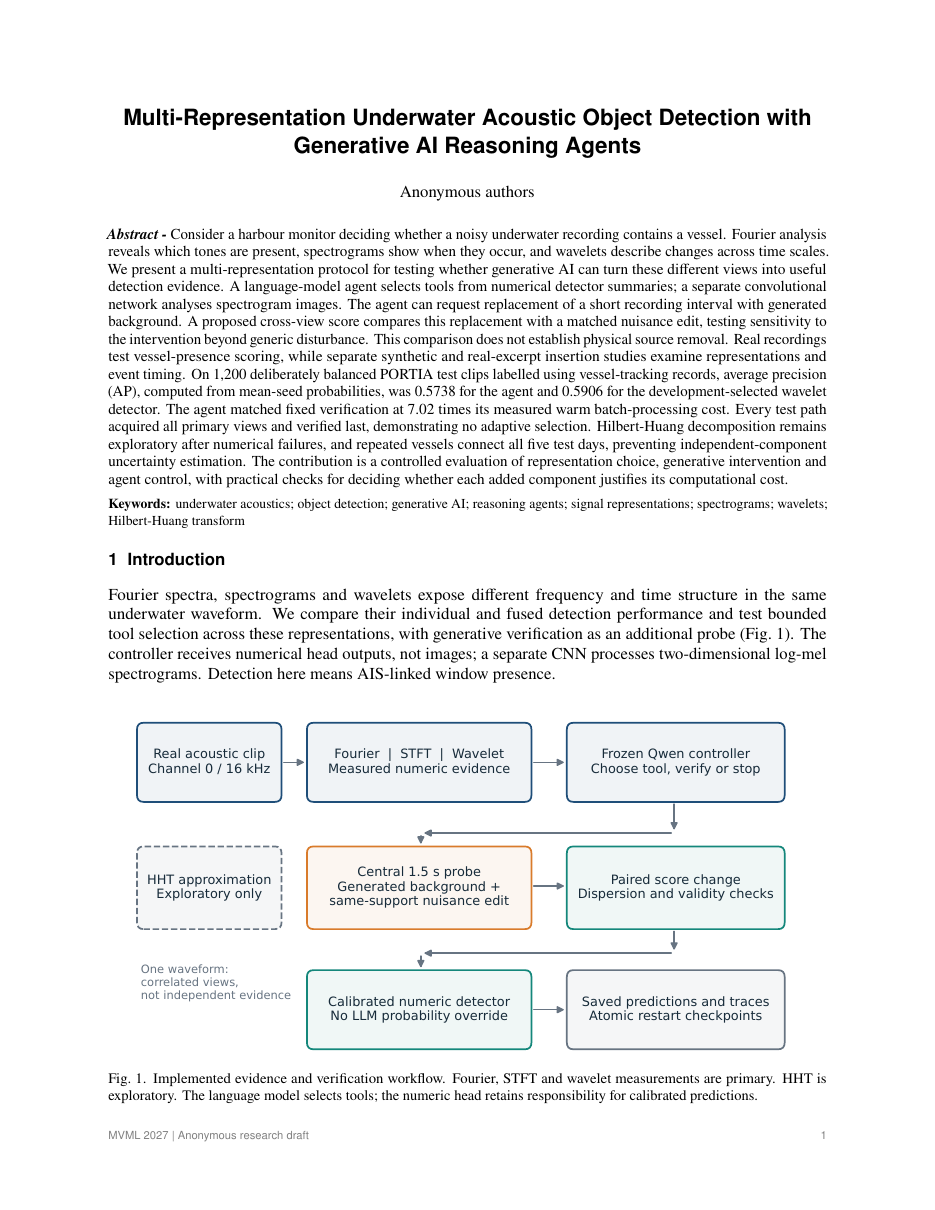 Multi-Representation Underwater Acoustic Object Detection with
Generative AI Reasoning Agents
Anonymous authors
Abstract - Consider a harbour monitor deciding whether a noisy underwater recording contains a vessel. Fourier analysis
reveals which tones are present, spectrograms show when they occur, and wavelets describe changes across time scales.
We present a multi-representation protocol for testing whether generative AI can turn these different views into useful
detection evidence. A language-model agent selects tools from numerical detector summaries; a separate convolutional
network analyses spectrogram images. The agent can request replacement of a short recording interval with generated
background. A proposed cross-view score compares this replacement with a matched nuisance edit, testing sensitivity to
the intervention beyond generic disturbance. This comparison does not establish physical source removal. Real recordings
test vessel-presence scoring, while separate synthetic and real-excerpt insertion studies examine representations and
event timing. On 1,200 deliberately balanced PORTIA test clips labelled using vessel-tracking records, average precision
(AP), computed from mean-seed probabilities, was 0.5738 for the agent and 0.5906 for the development-selected wavelet
detector. The agent matched fixed verification at 7.02 times its measured warm batch-processing cost. Every test path
acquired all primary views and verified last, demonstrating no adaptive selection. Hilbert-Huang decomposition remains
exploratory after numerical failures, and repeated vessels connect all five test days, preventing independent-component
uncertainty estimation. The contribution is a controlled evaluation of representation choice, generative intervention and
agent control, with practical checks for deciding whether each added component justifies its computational cost.
Keywords: underwater acoustics; object detection; generative AI; reasoning agents; signal representations; spectrograms; wavelets;
Hilbert-Huang transform
1 Introduction
Fourier spectra, spectrograms and wavelets expose different frequency and time structure in the same
underwater waveform. We compare their individual and fused detection performance and test bounded
tool selection across these representations, with generative verification as an additional probe (Fig. 1). The
controller receives numerical head outputs, not images; a separate CNN processes two-dimensional log-mel
spectrograms. Detection here means AIS-linked window presence.
Real acoustic clip
Channel 0 / 16 kHz
Fourier | STFT | Wavelet
Measured numeric evidence
Frozen Qwen controller
Choose tool, verify or stop
HHT approximation
Exploratory only
Central 1.5 s probe
Generated background +
same-support nuisance edit
Paired score change
Dispersion and validity checks
One waveform:
correlated views,
not independent evidence
Calibrated numeric detector
No LLM probability override
Saved predictions and traces
Atomic restart checkpoints
Fig. 1. Implemented evidence and verification workflow. Fourier, STFT and wavelet measurements are primary. HHT is
exploratory. The language model selects tools; the numeric head retains responsibility for calibrated predictions.
MVML 2027 | Anonymous research draft
1